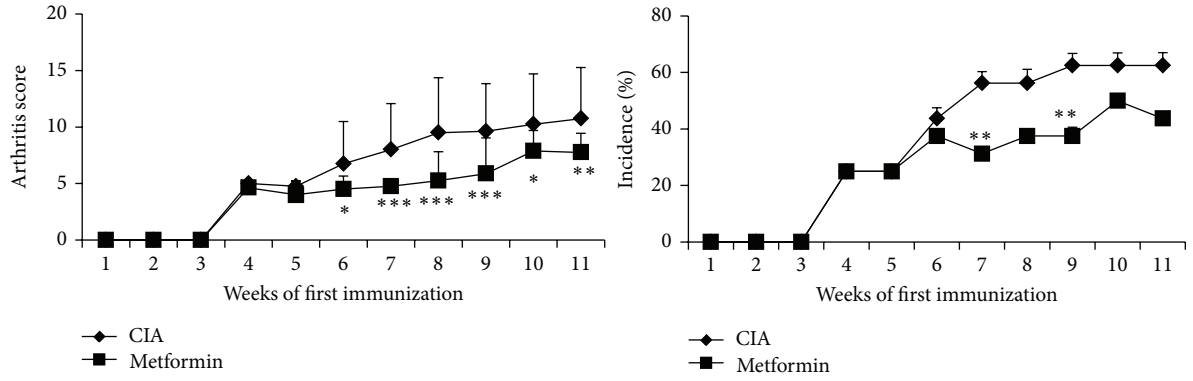 20
15
10
5
0
Arthritis score
*
***
***
***
*
**
1 2 3 4 5 6 7 8 9 10 11
Weeks of first immunization
CIA
Metformin
80
60
40
20
0
Incidence (%)
**
**
1 2 3 4 5 6 7 8 9 10 11
Weeks of first immunization
CIA
Metformin